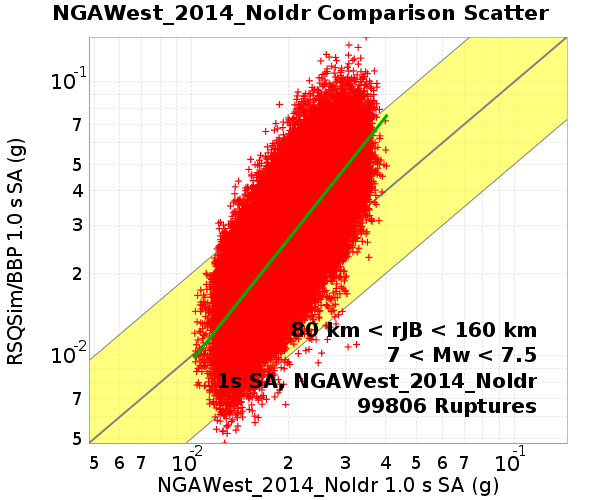 NGAWest_2014_NoIdr Comparison Scatter
RSQSim/BBP 1.0 s SA (g)
10-1
7
5
4
3
2
10-2
7
5
80 km < rJB < 160 km
7 < Mw < 7.5
1s SA, NGAWest_2014_NoIdr
99806 Ruptures
5 6 7 10-2 2 3 4 5 6 7 10-1
NGAWest_2014_NoIdr 1.0 s SA (g)